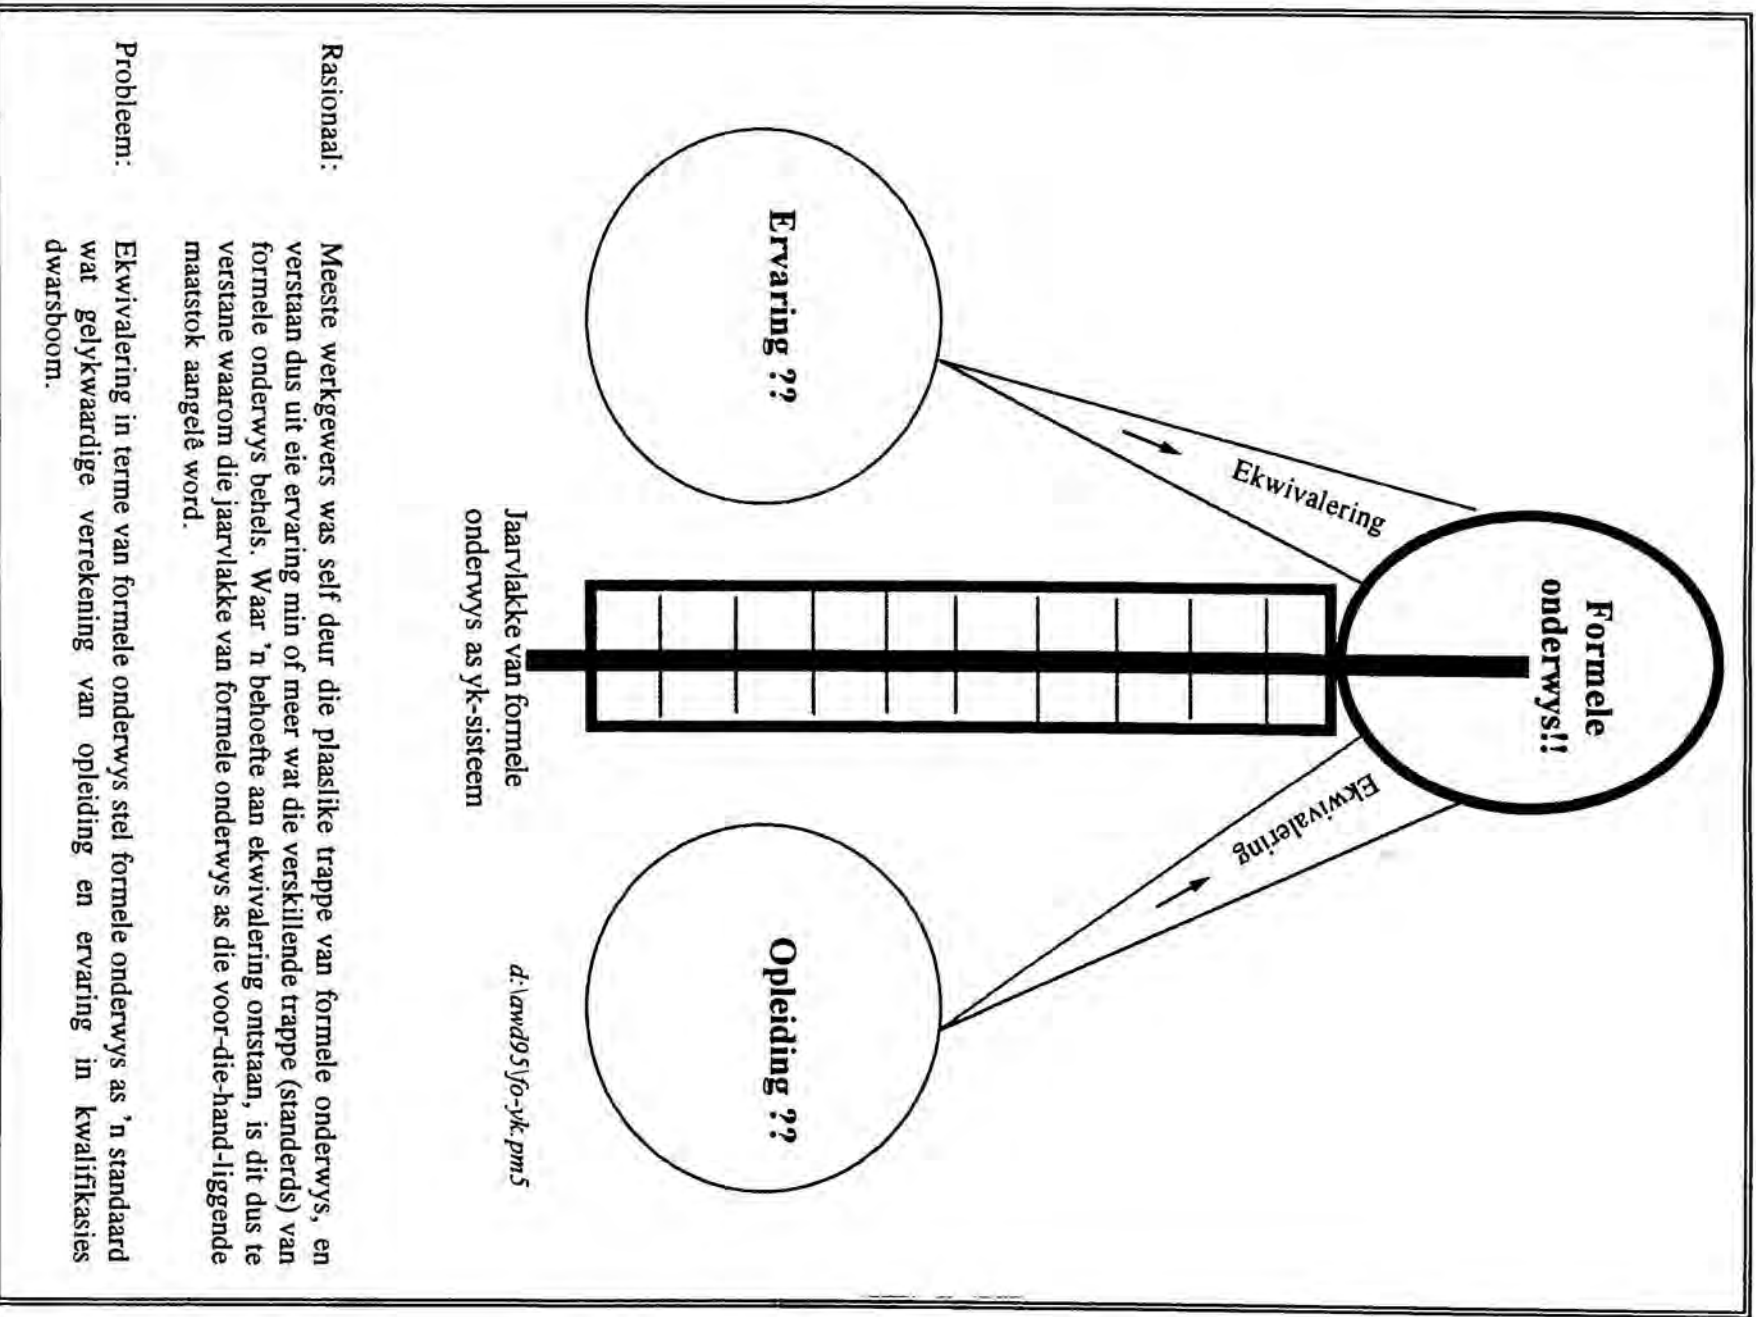 Formele
onderwys!!
Ekwivalering
Ekwivalering
Ervaring ??
Opleiding ??
Jaarvlakke van formele
onderwys as yk-sisteem
d:\awd95\fo-yk.pm5
Rasionaal: Meeste werkgewers was self deur die plaaslike trappe van formele onderwys, en
verstaan dus uit eie ervaring min of meer wat die verskillende trappe (standerds) van
formele onderwys behels. Waar 'n behoefte aan ekwivalering ontstaan, is dit dus te
verstane waarom die jaarvlakke van formele onderwys as die voor-die-hand-liggende
maatstok aangelê word.
Probleem: Ekwivalering in terme van formele onderwys stel formele onderwys as 'n standaard
wat gelykwaardige verrekening van opleiding en ervaring in kwalifikasies
dwarsboom.